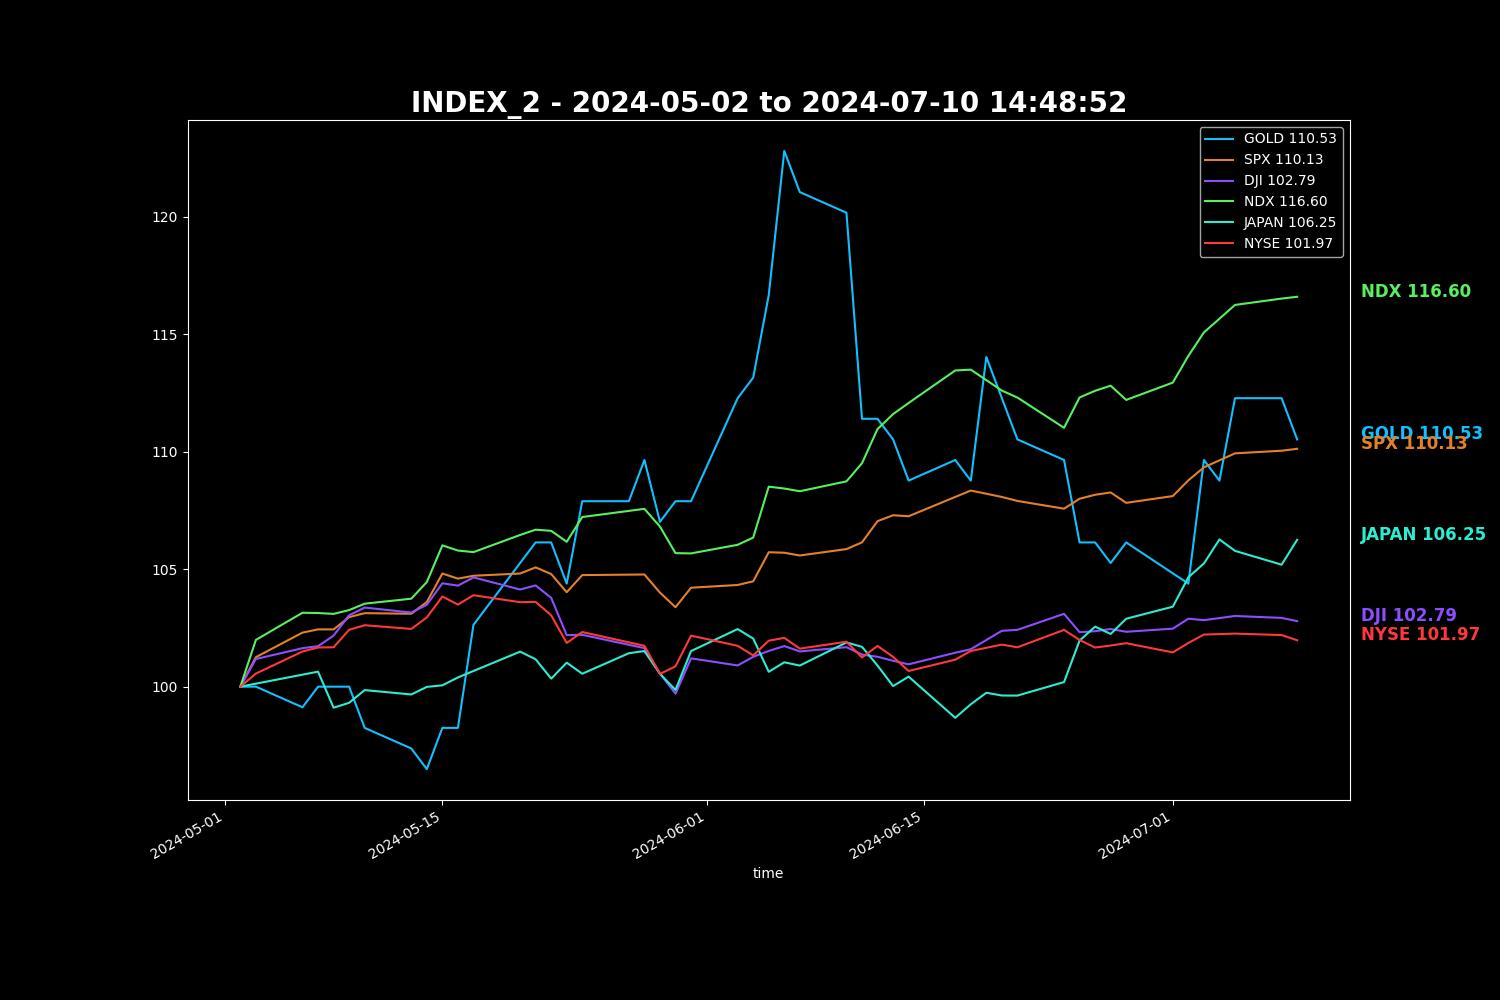 INDEX_2 - 2024-05-02 to 2024-07-10 14:48:52
GOLD 110.53
SPX 110.13
DJI 102.79
NDX 116.60
JAPAN 106.25
NYSE 101.97
120
115
110
105
100
NDX 116.60
GOLD 110.53
SPX 110.13
JAPAN 106.25
DJI 102.79
NYSE 101.97
2024-05-01
2024-05-15
2024-06-01
2024-06-15
2024-07-01
time